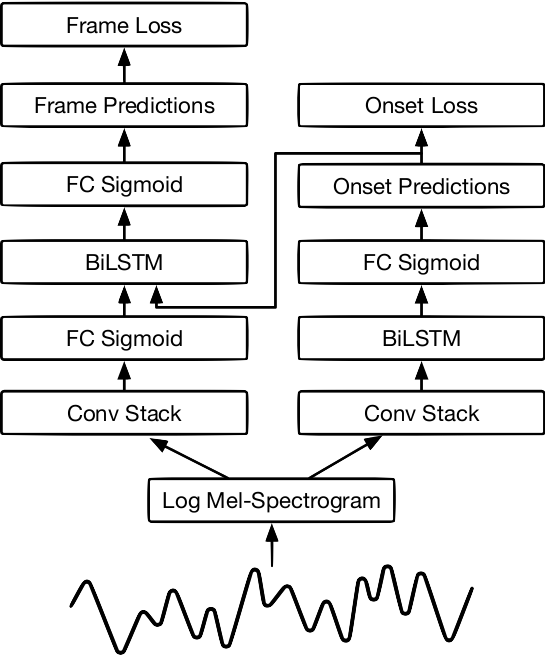 Frame Loss
Frame Predictions
Onset Loss
FC Sigmoid
Onset Predictions
BiLSTM
FC Sigmoid
FC Sigmoid
BiLSTM
Conv Stack
Conv Stack
Log Mel-Spectrogram